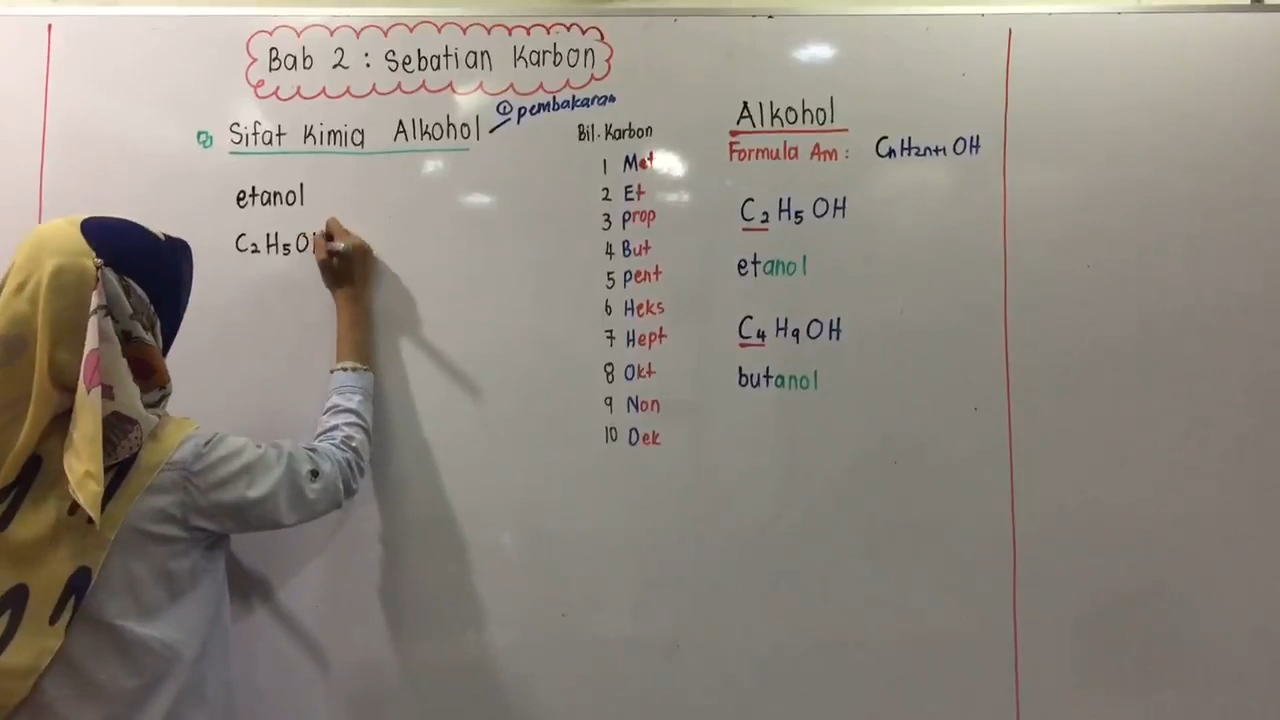 Bab 2 : Sebatian Karbon
Sifat Kimia Alkohol
① pembakaran
etanol
C₂H₅O
Bil. Karbon
1 Met
2 Et
3 Prop
4 But
5 Pent
6 Heks
7 Hept
8 Okt
9 Non
10 Dek
Alkohol
Formula Am : CnH2n+1 OH
C₂H₅OH
etanol
C₄H₉OH
butanol